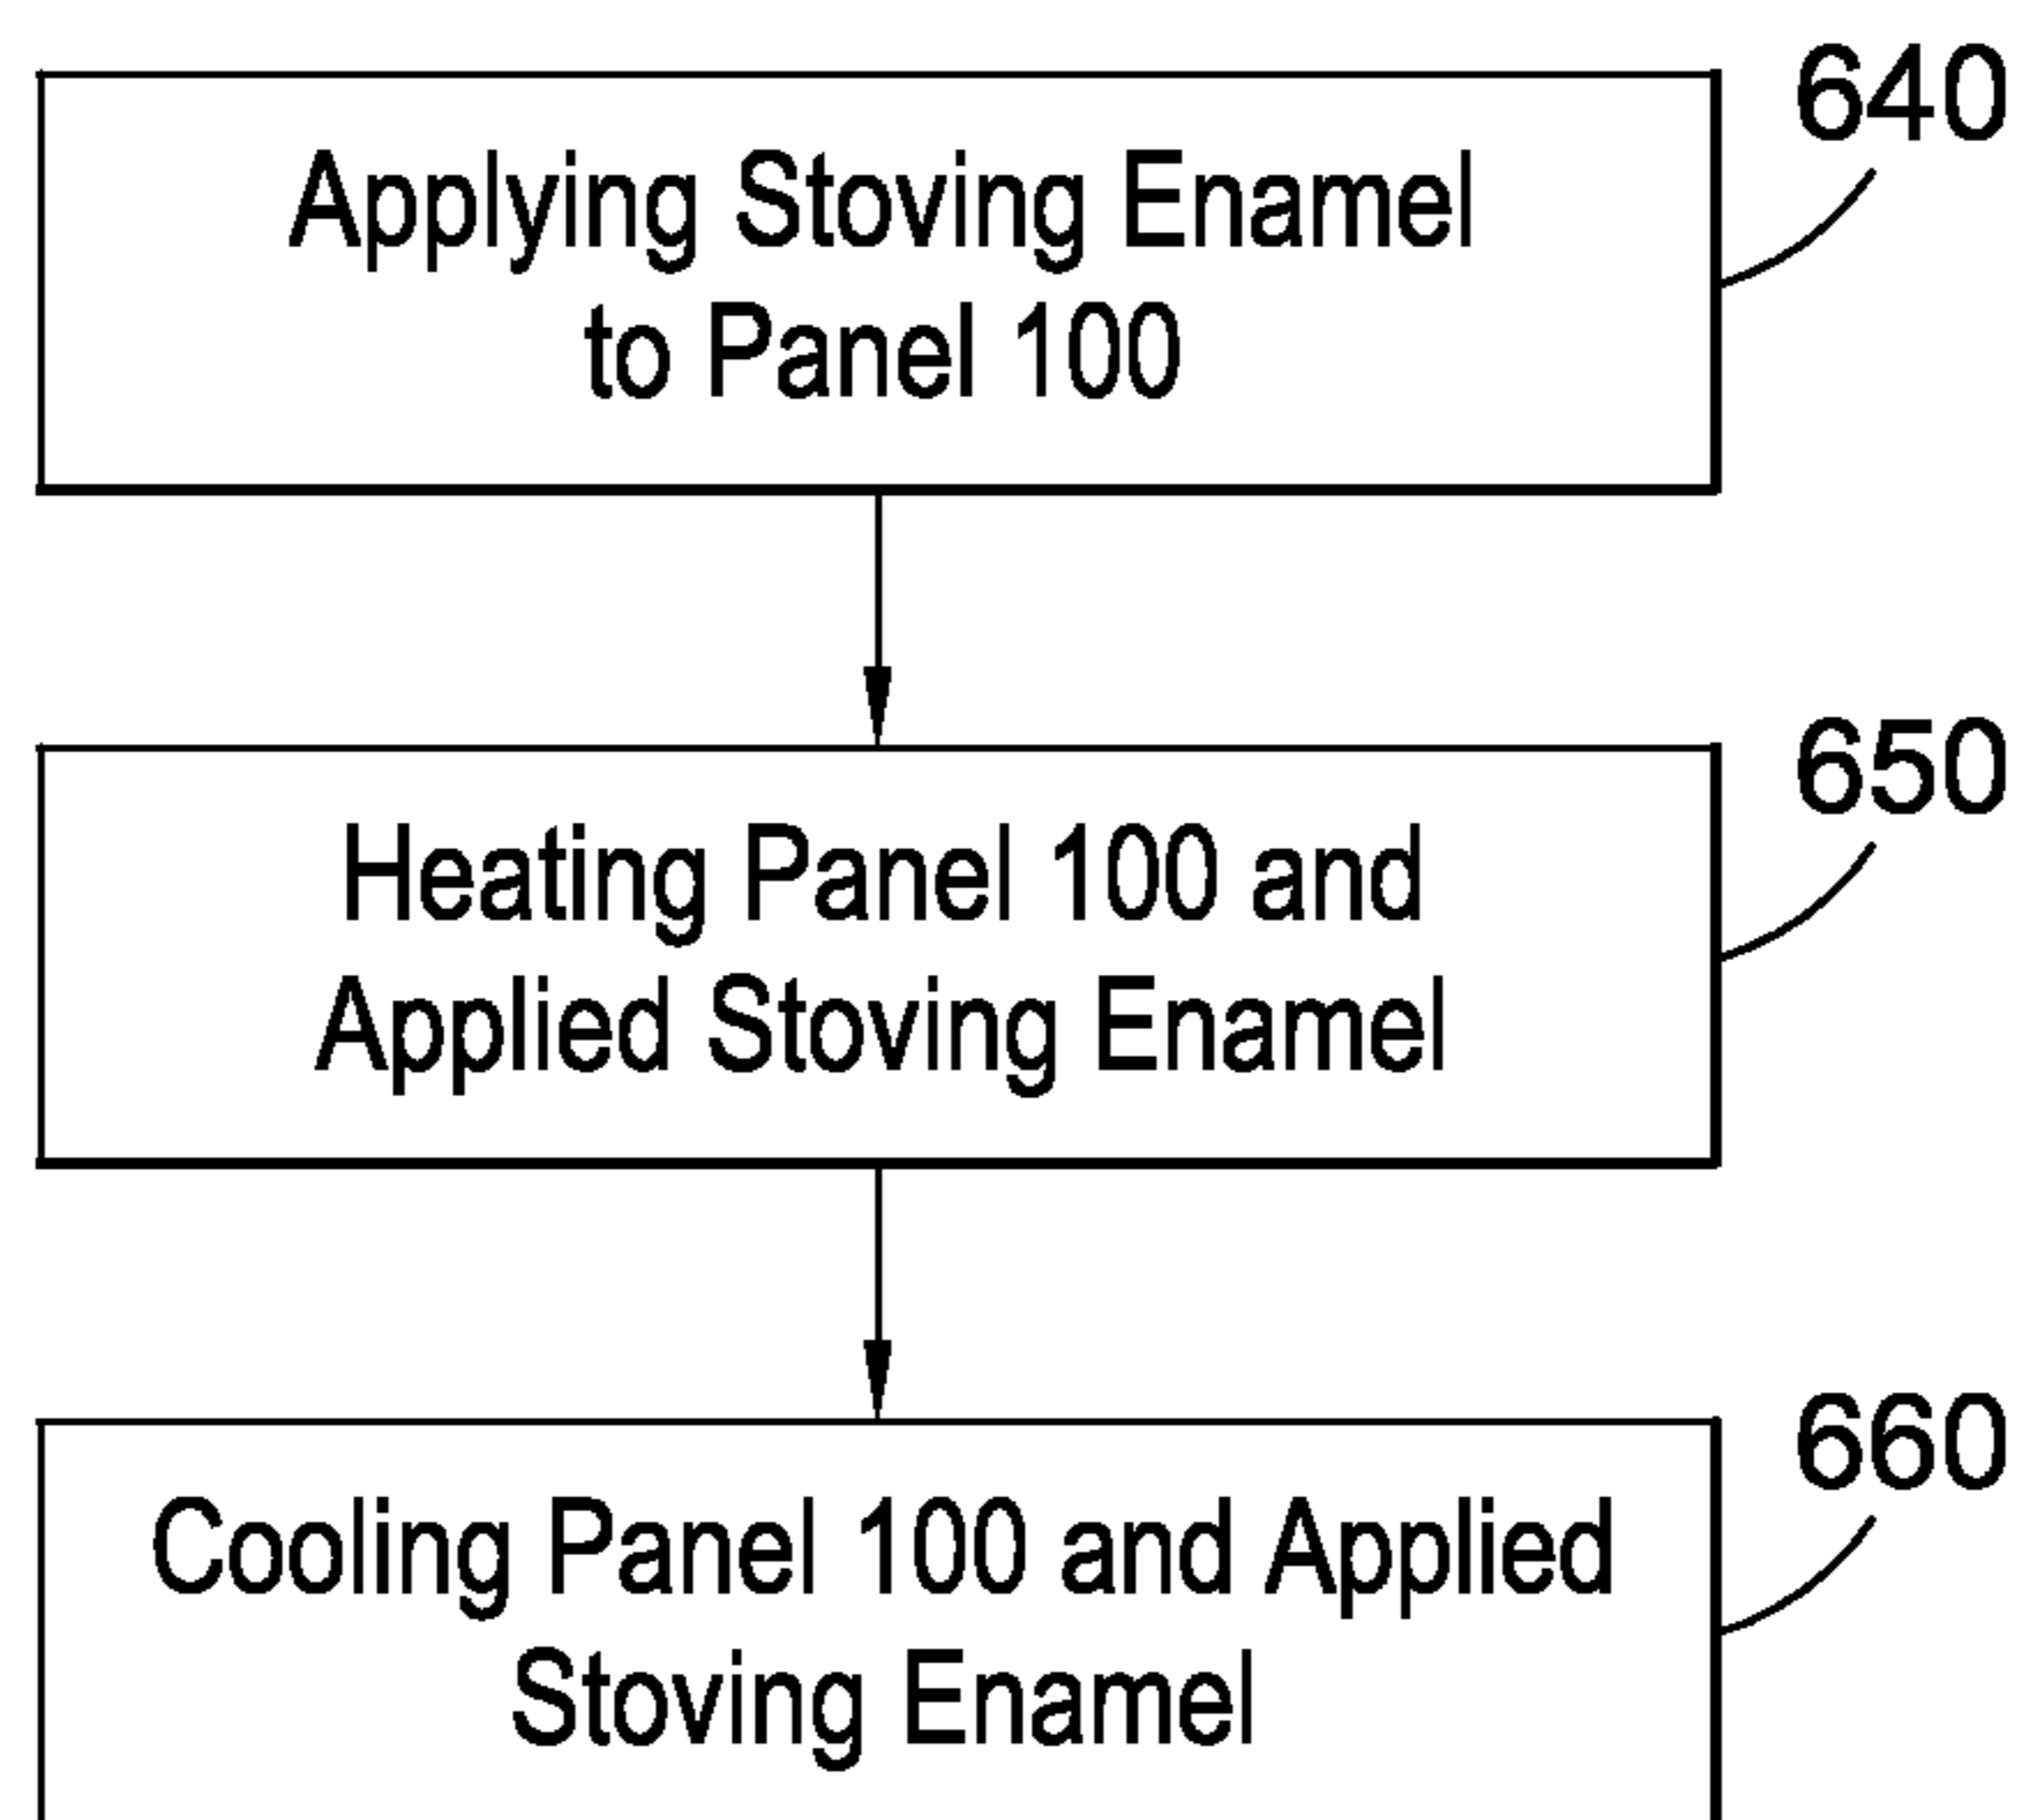 640
Applying Stoving Enamel
to Panel 100
650
Heating Panel 100 and
Applied Stoving Enamel
660
Cooling Panel 100 and Applied
Stoving Enamel